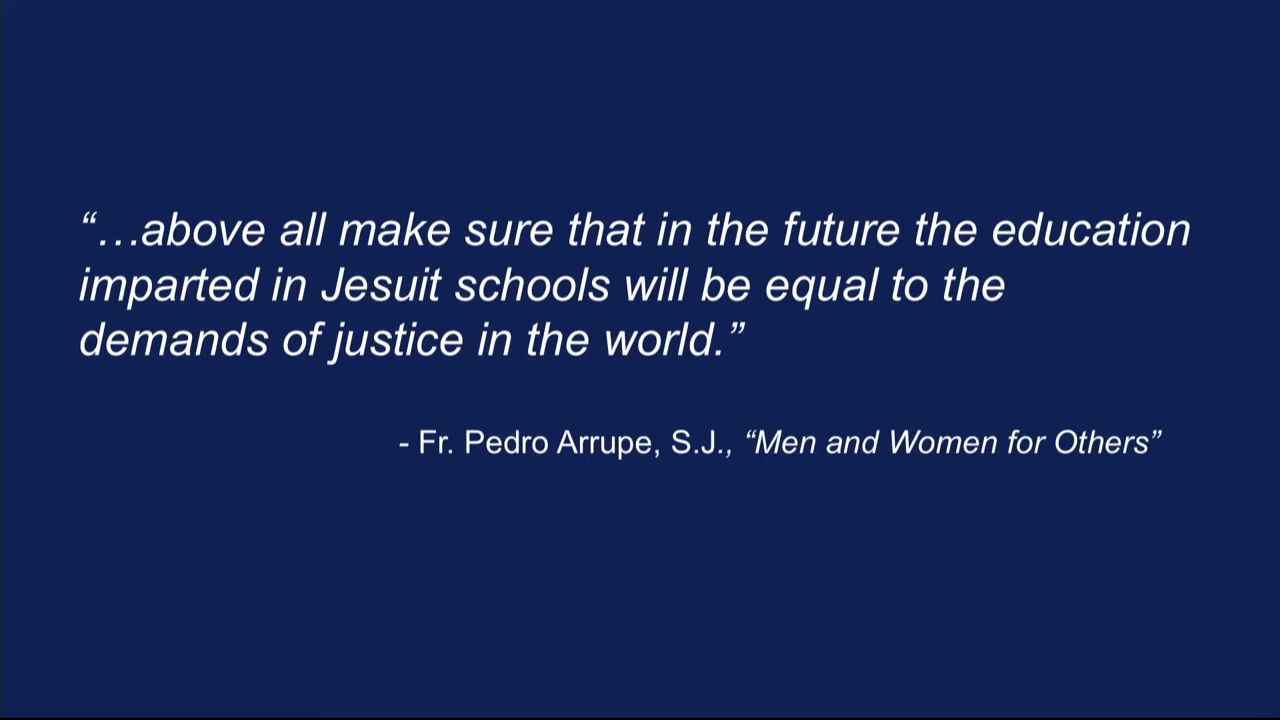 “…above all make sure that in the future the education
imparted in Jesuit schools will be equal to the
demands of justice in the world.”
- Fr. Pedro Arrupe, S.J., “Men and Women for Others”